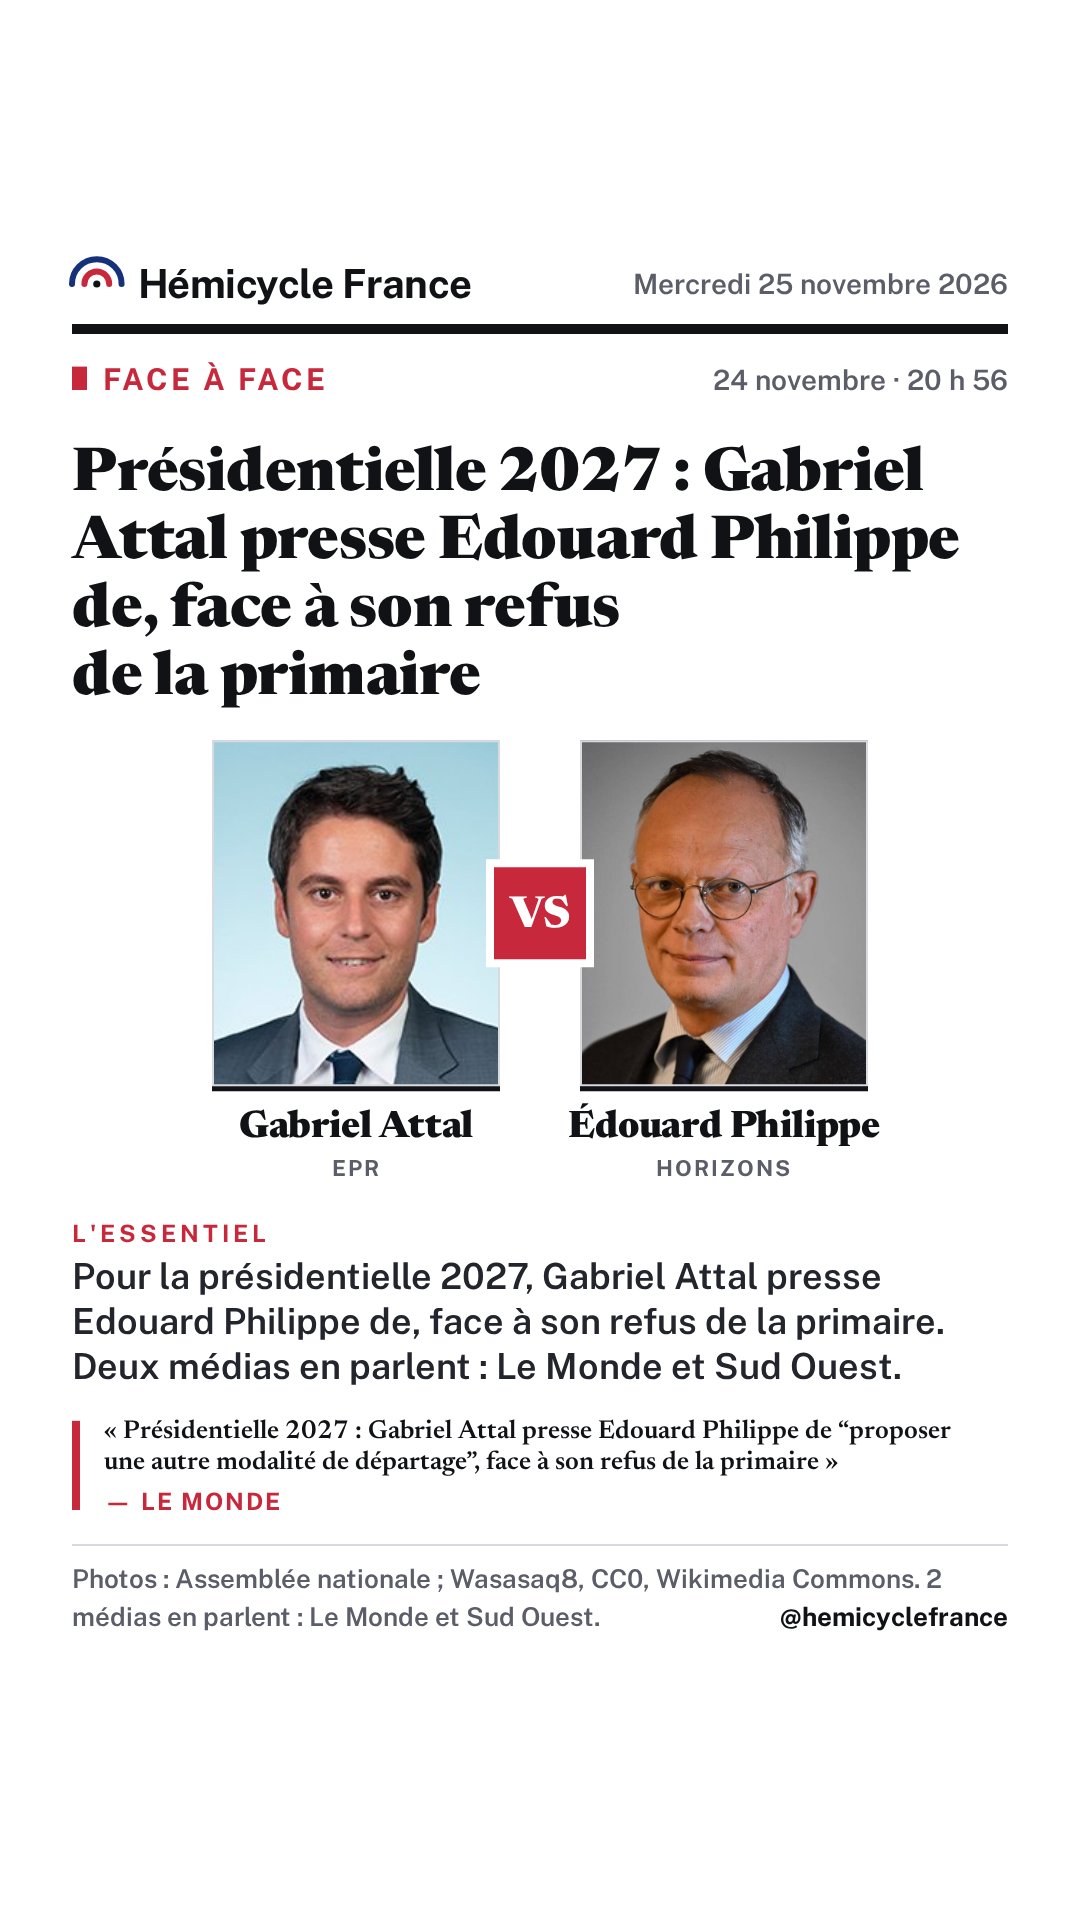 Hémicycle France
Mercredi 25 novembre 2026
FACE À FACE
24 novembre · 20 h 56
Présidentielle 2027 : Gabriel
Attal presse Edouard Philippe
de, face à son refus
de la primaire
VS
Gabriel Attal
EPR
Édouard Philippe
HORIZONS
L'ESSENTIEL
Pour la présidentielle 2027, Gabriel Attal presse
Edouard Philippe de, face à son refus de la primaire.
Deux médias en parlent : Le Monde et Sud Ouest.
« Présidentielle 2027 : Gabriel Attal presse Edouard Philippe de “proposer
une autre modalité de départage”, face à son refus de la primaire »
— LE MONDE
Photos : Assemblée nationale ; Wasasaq8, CC0, Wikimedia Commons. 2
médias en parlent : Le Monde et Sud Ouest.
@hemicyclefrance